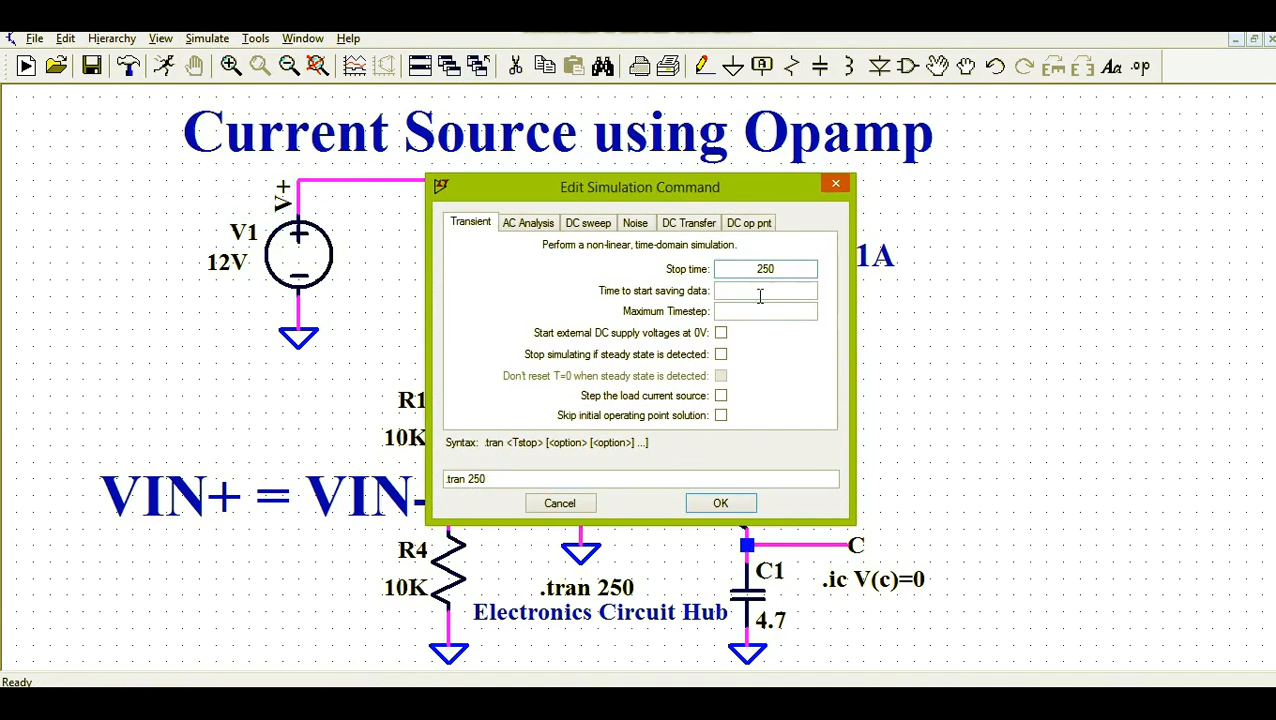 File Edit Hierarchy View Simulate Tools Window Help
Aa .op
Current Source using Opamp
V+
V1
12V
1A
Edit Simulation Command
Transient AC Analysis DC sweep Noise DC Transfer DC op pnt
Perform a non-linear, time-domain simulation.
Stop time: 250
Time to start saving data:
Maximum Timestep:
Start external DC supply voltages at 0V:
Stop simulating if steady state is detected:
Don't reset T=0 when steady state is detected:
Step the load current source:
Skip initial operating point solution:
Syntax: .tran <Tstop> [<option> [<option>] ...]
.tran 250
Cancel OK
R1
10K
VIN+ = VIN-
R4
10K
.tran 250
Electronics Circuit Hub
C
C1
4.7
.ic V(c)=0
Ready